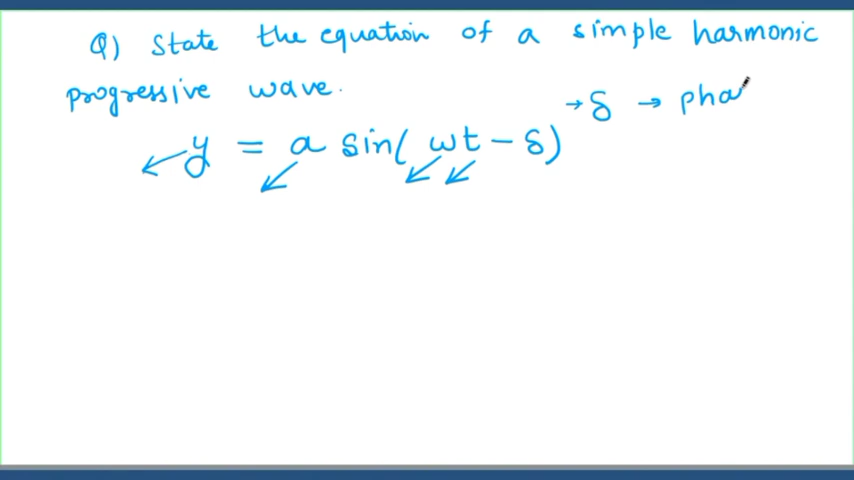 Q) State the equation of a simple harmonic
progressive wave.
→ δ → pha
y = a sin( ωt – δ)